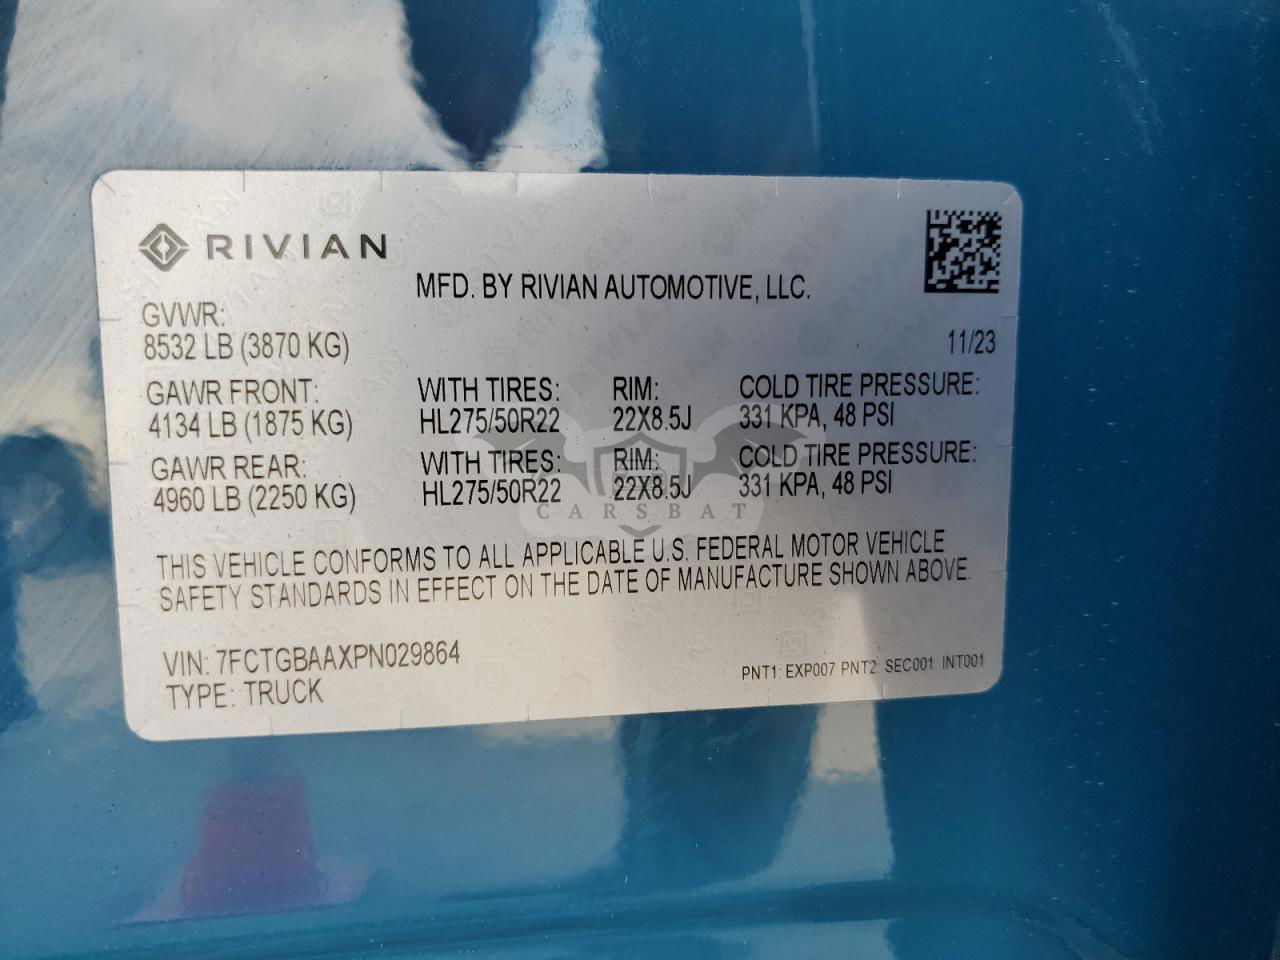 RIVIAN
MFD. BY RIVIAN AUTOMOTIVE, LLC.
GVWR:
8532 LB (3870 KG)
11/23
GAWR FRONT: WITH TIRES: RIM: COLD TIRE PRESSURE:
4134 LB (1875 KG) HL275/50R22 22X8.5J 331 KPA, 48 PSI
GAWR REAR: WITH TIRES: RIM: COLD TIRE PRESSURE:
4960 LB (2250 KG) HL275/50R22 22X8.5J 331 KPA, 48 PSI
CARSBAT
THIS VEHICLE CONFORMS TO ALL APPLICABLE U.S. FEDERAL MOTOR VEHICLE
SAFETY STANDARDS IN EFFECT ON THE DATE OF MANUFACTURE SHOWN ABOVE.
VIN: 7FCTGBAAXPN029864
TYPE: TRUCK
PNT1: EXP007 PNT2: SEC001 INT001